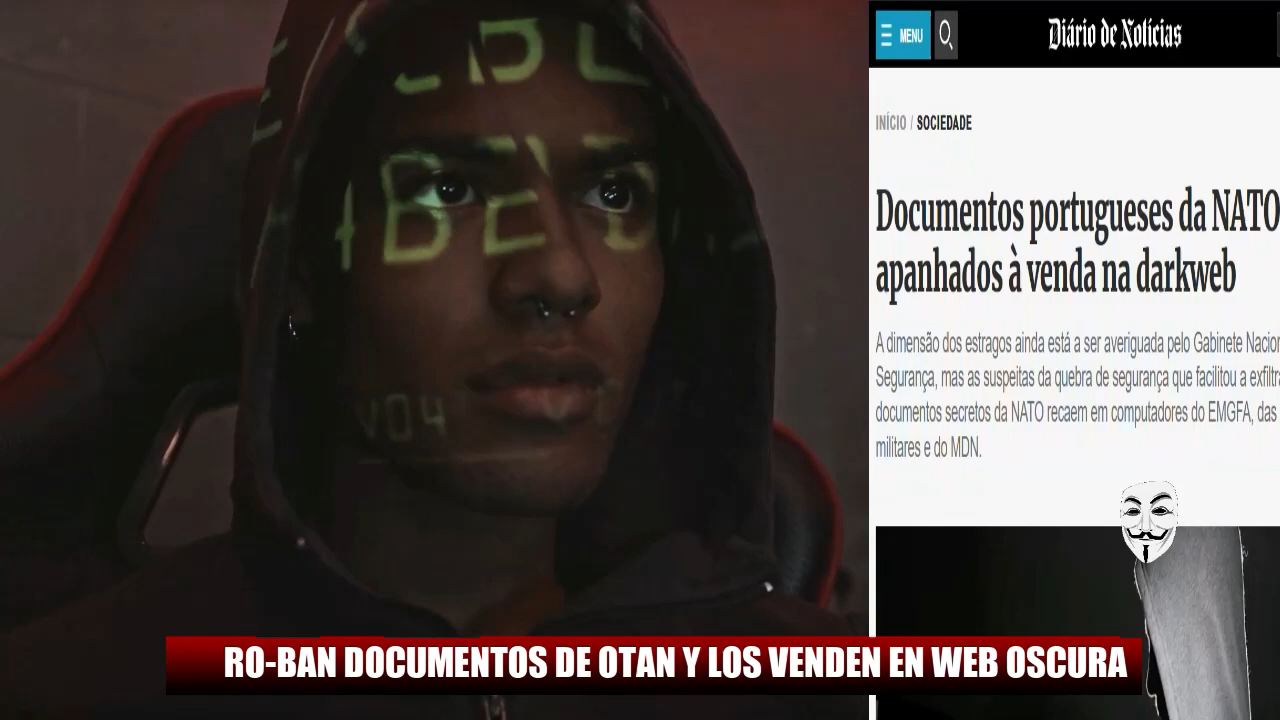 MENU
Diário de Notícias
INÍCIO / SOCIEDADE
Documentos portugueses da NATO
apanhados à venda na darkweb
A dimensão dos estragos ainda está a ser averiguada pelo Gabinete
Segurança, mas as suspeitas da quebra de segurança que facilitou a
documentos secretos da NATO recaem em computadores do EMGFA, das
militares e do MDN.
V04
RO-BAN DOCUMENTOS DE OTAN Y LOS VENDEN EN WEB OSCURA